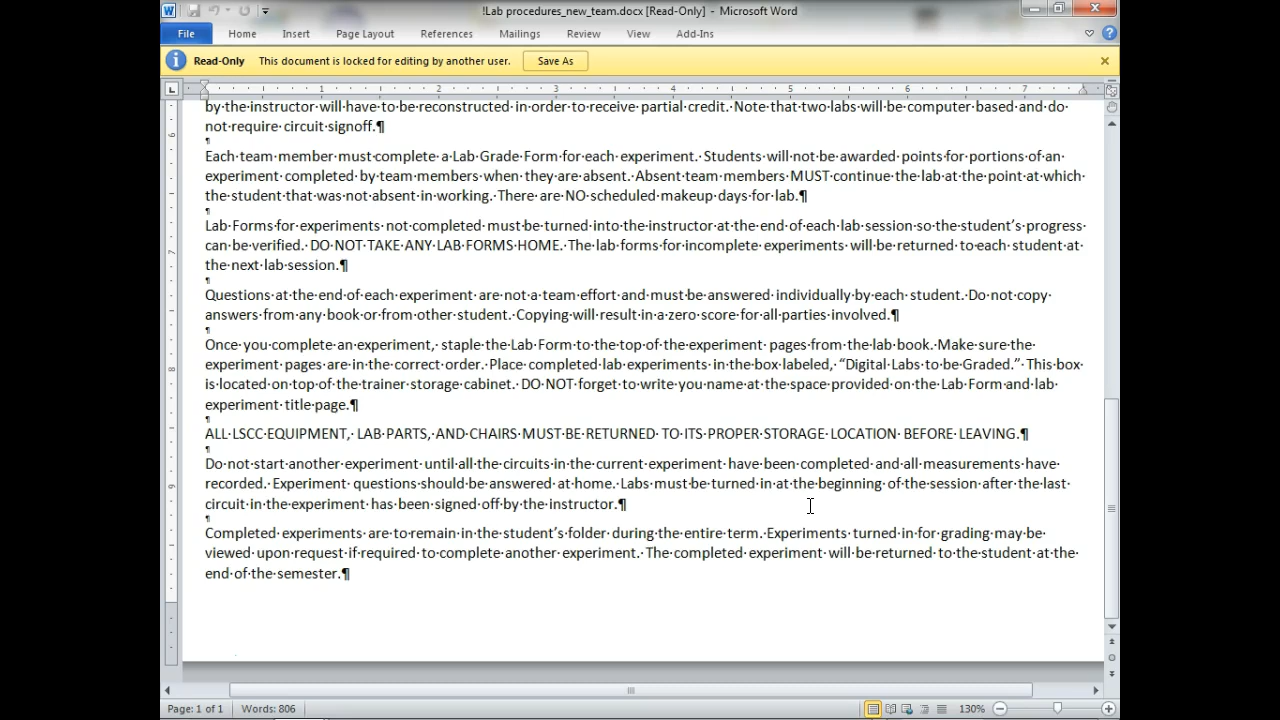 !Lab procedures_new_team.docx [Read-Only] - Microsoft Word
File Home Insert Page Layout References Mailings Review View Add-Ins
Read-Only This document is locked for editing by another user. Save As
1 2 3 4 5 6 7
by the instructor will have to be reconstructed in order to receive partial credit. Note that two labs will be computer based and do
not require circuit signoff.¶
¶
Each team member must complete a Lab Grade Form for each experiment. Students will not be awarded points for portions of an
experiment completed by team members when they are absent. Absent team members MUST continue the lab at the point at which
the student that was not absent in working. There are NO scheduled makeup days for lab.¶
¶
Lab Forms for experiments not completed must be turned into the instructor at the end of each lab session so the student's progress
can be verified. DO NOT TAKE ANY LAB FORMS HOME. The lab forms for incomplete experiments will be returned to each student at
the next lab session.¶
¶
Questions at the end of each experiment are not a team effort and must be answered individually by each student. Do not copy
answers from any book or from other student. Copying will result in a zero score for all parties involved.¶
¶
Once you complete an experiment, staple the Lab Form to the top of the experiment pages from the lab book. Make sure the
experiment pages are in the correct order. Place completed lab experiments in the box labeled, “Digital Labs to be Graded.” This box
is located on top of the trainer storage cabinet. DO NOT forget to write you name at the space provided on the Lab Form and lab
experiment title page.¶
¶
ALL LSCC EQUIPMENT, LAB PARTS, AND CHAIRS MUST BE RETURNED TO ITS PROPER STORAGE LOCATION BEFORE LEAVING.¶
¶
Do not start another experiment until all the circuits in the current experiment have been completed and all measurements have
recorded. Experiment questions should be answered at home. Labs must be turned in at the beginning of the session after the last
circuit in the experiment has been signed off by the instructor.¶
¶
Completed experiments are to remain in the student's folder during the entire term. Experiments turned in for grading may be
viewed upon request if required to complete another experiment. The completed experiment will be returned to the student at the
end of the semester.¶
Page: 1 of 1 Words: 806 130%